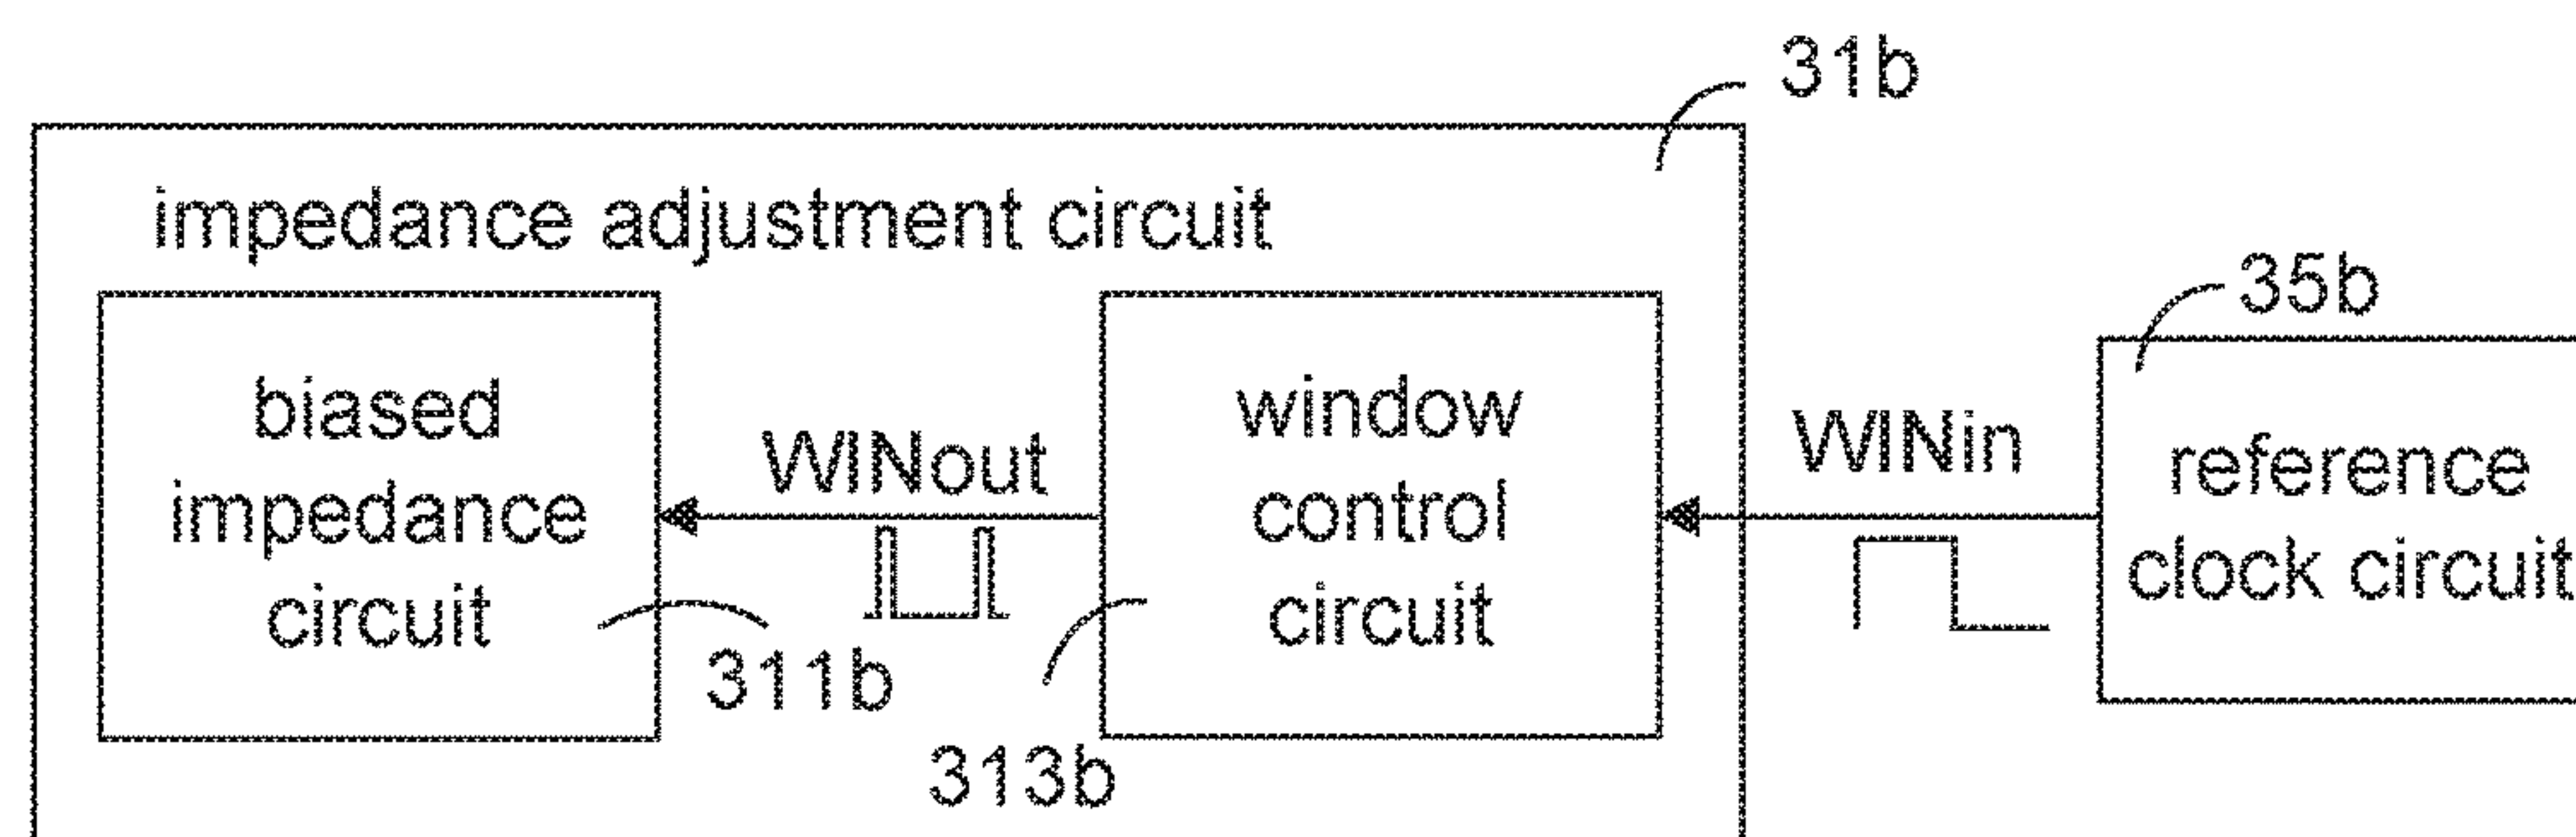 31b
impedance adjustment circuit
35b
biased
impedance
circuit
WINout
window
control
circuit
WINin
reference
clock circuit
311b
313b